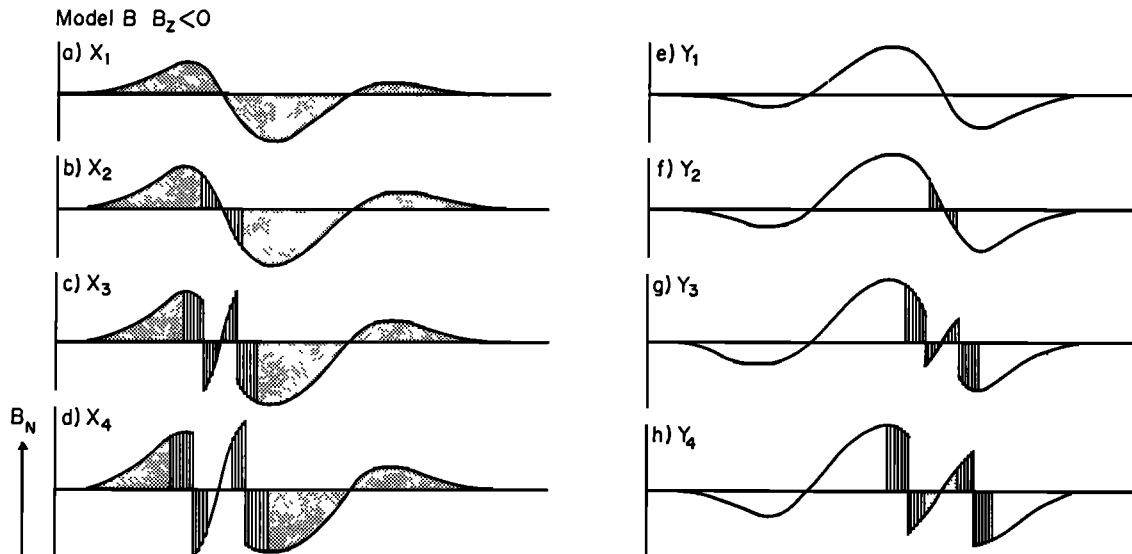 Model B B_Z<0
a) X_1
b) X_2
c) X_3
d) X_4
B_N
e) Y_1
f) Y_2
g) Y_3
h) Y_4